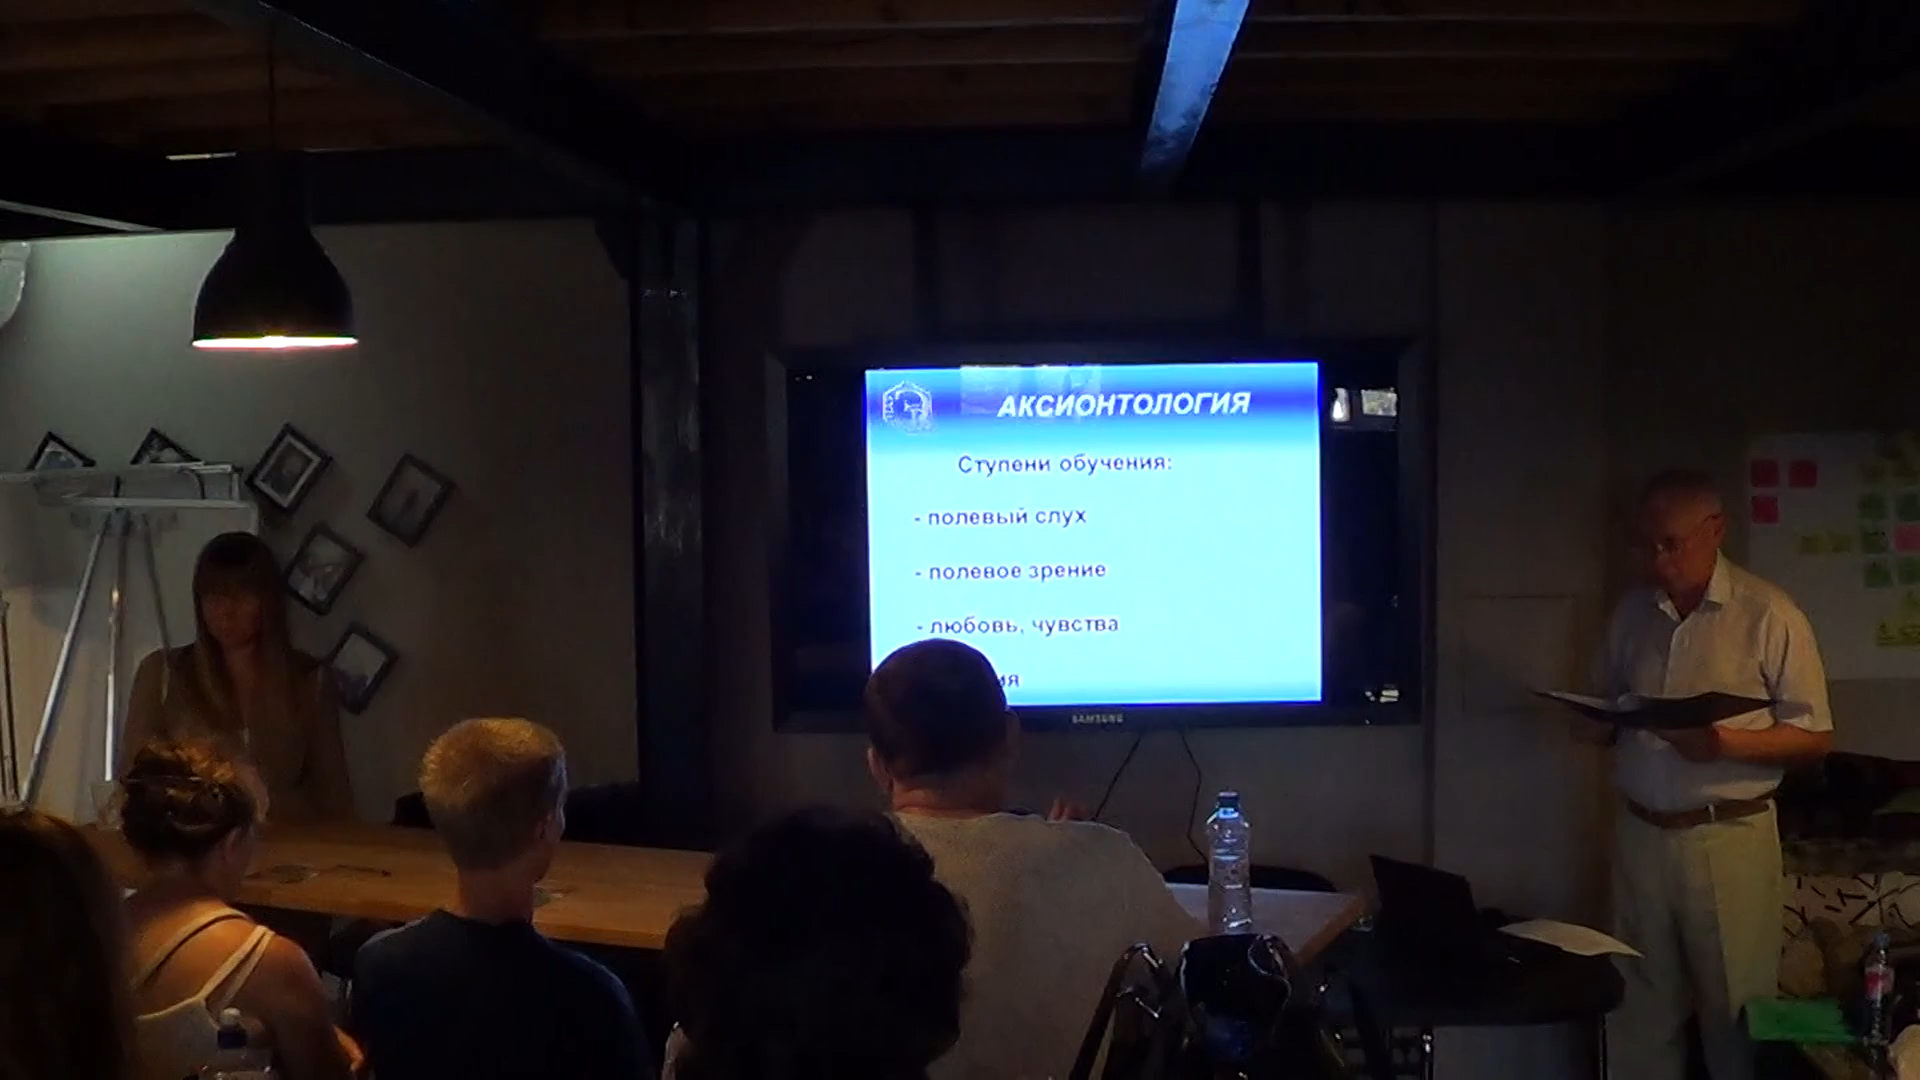 АКСИОНТОЛОГИЯ
Ступени обучения:
- полевый слух
- полевое зрение
- любовь, чувства
SAMSUNG